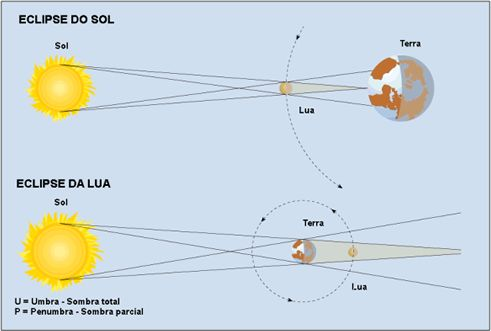 ECLIPSE DO SOL
Sol
Terra
Lua
ECLIPSE DA LUA
Sol
Terra
Lua
U = Umbra - Sombra total
P = Penumbra - Sombra parcial